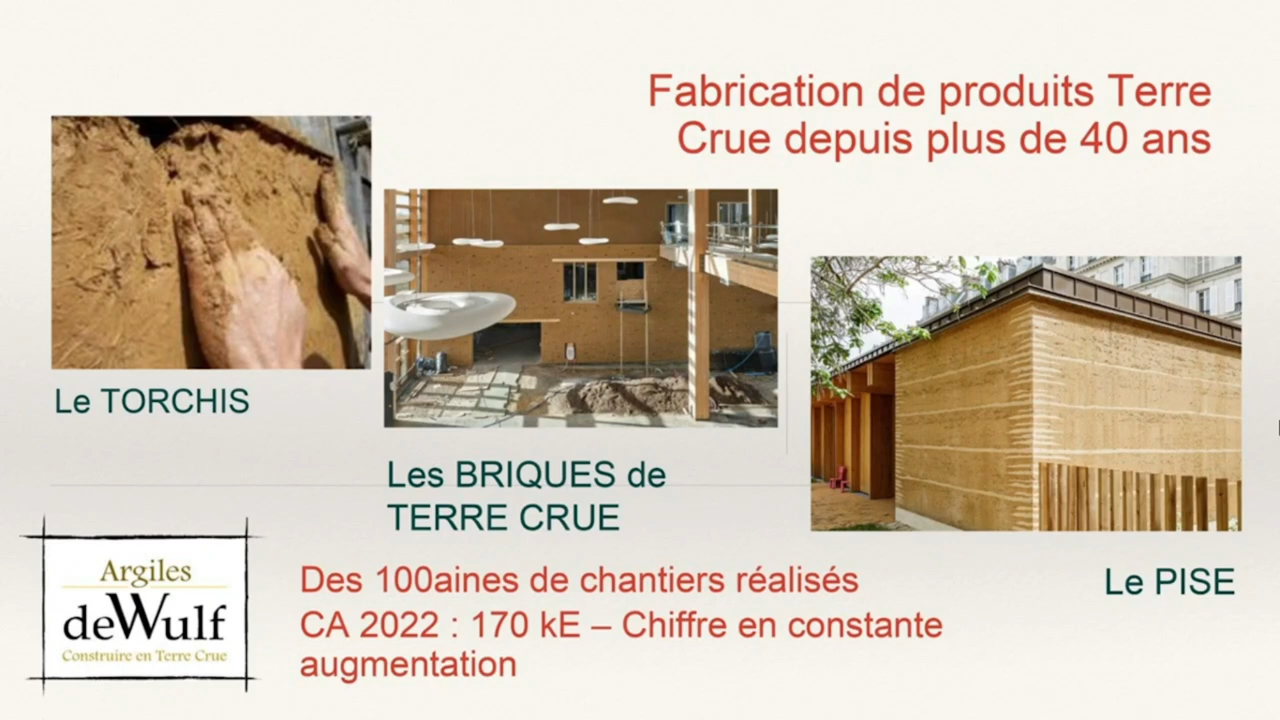 Fabrication de produits Terre
Crue depuis plus de 40 ans
Le TORCHIS
Les BRIQUES de
TERRE CRUE
Le PISE
Argiles
deWulf
Construire en Terre Crue
Des 100aines de chantiers réalisés
CA 2022 : 170 kE – Chiffre en constante
augmentation